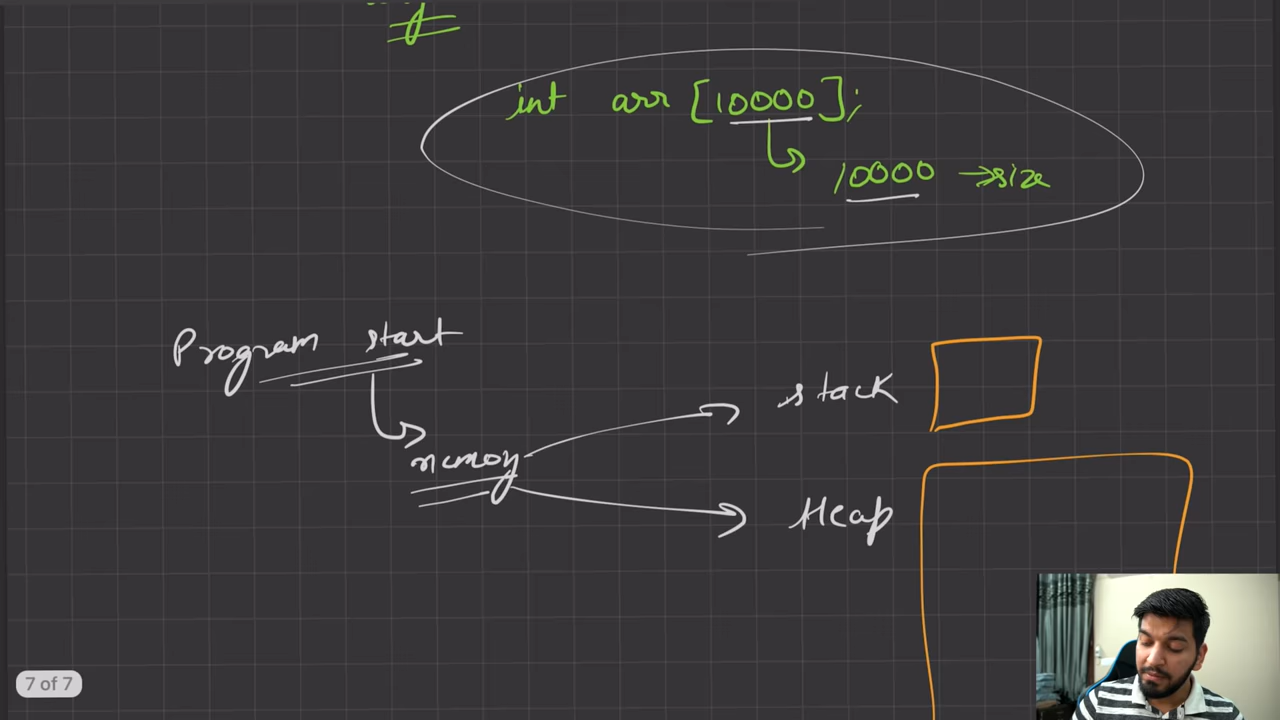 int arr [10000];
10000 → size
Program start
memory
stack
Heap
7 of 7